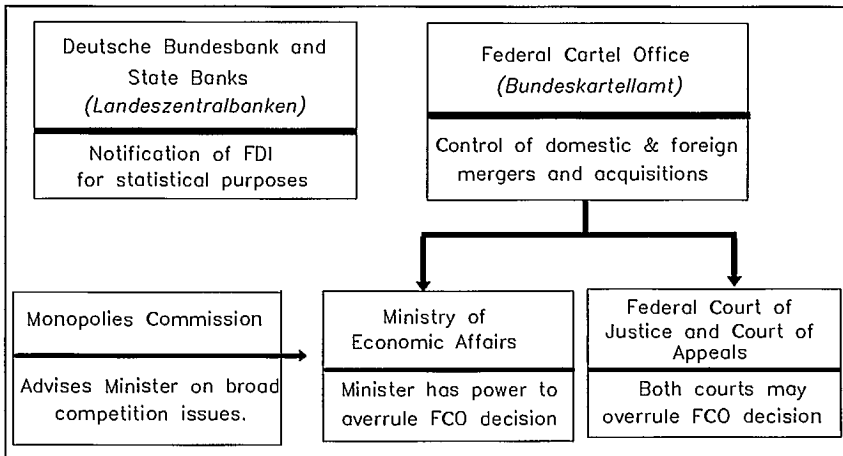 Deutsche Bundesbank and
State Banks
(Landeszentralbanken)
Notification of FDI
for statistical purposes
Federal Cartel Office
(Bundeskartellamt)
Control of domestic & foreign
mergers and acquisitions
Monopolies Commission
Advises Minister on broad
competition issues.
Ministry of
Economic Affairs
Minister has power to
averrule FCO decision
Federal Court of
Justice and Court of
Appeals
Both courts may
overrule FCO decision